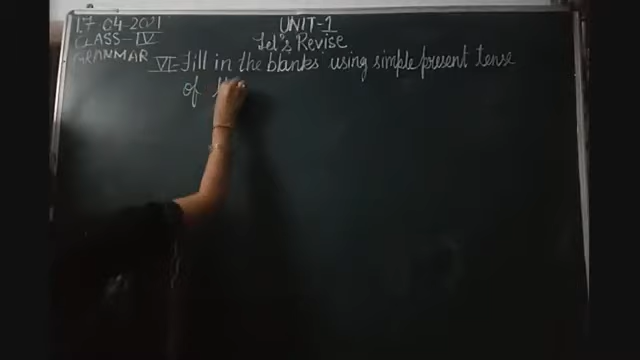 17.04.2021 UNIT-1
CLASS-IV Let's Revise
GRAMMAR VI-Fill in the blanks using simple present tense
of